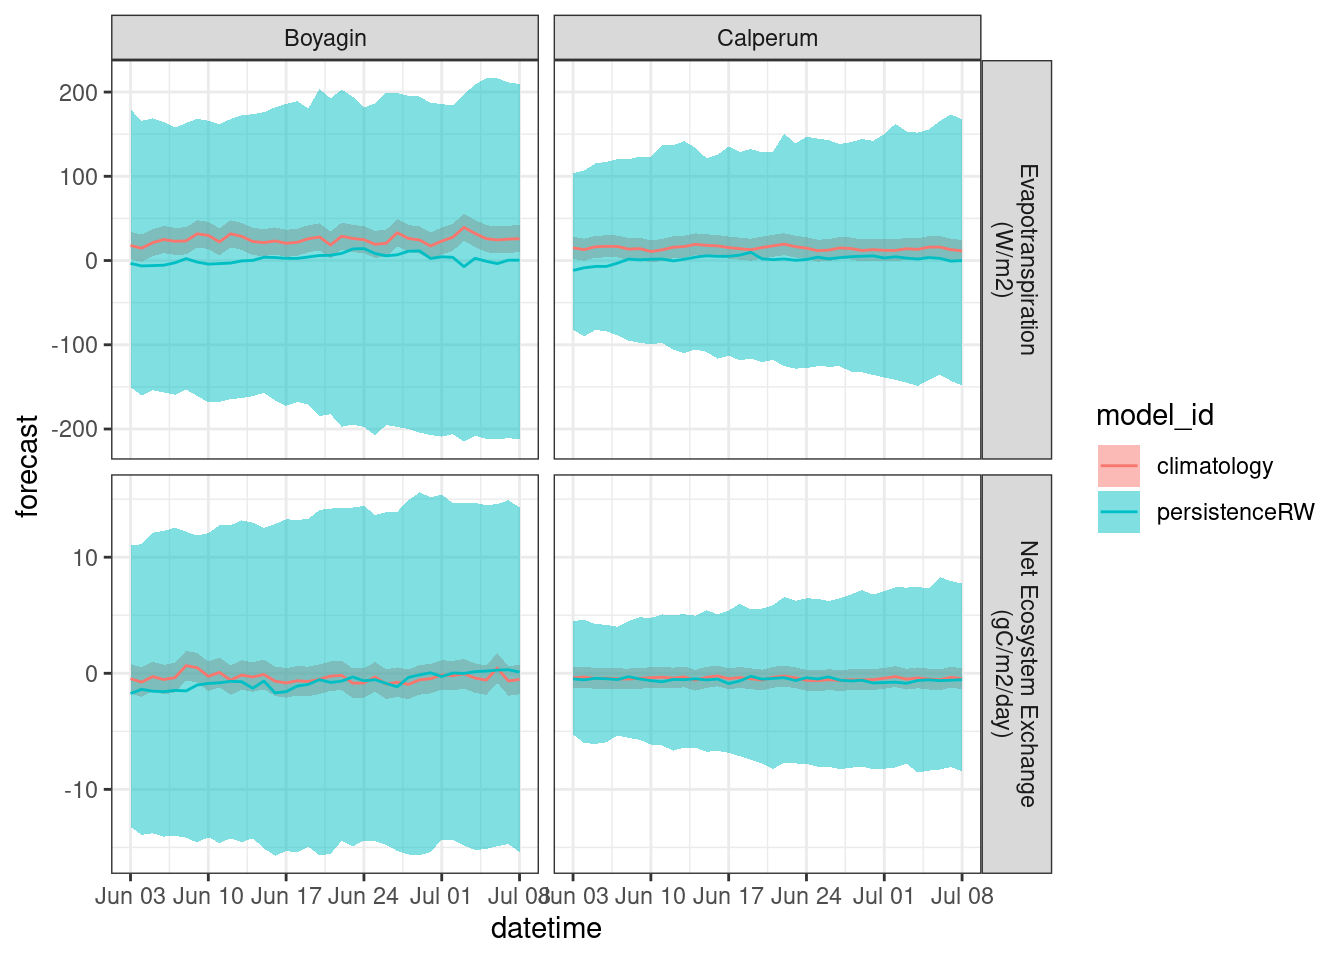 Boyagin
Calperum
200
100
0
-100
-200
Evapotranspiration
(W/m2)
10
0
-10
Net Ecosystem Exchange
(gC/m2/day)
Jun 03 Jun 10 Jun 17 Jun 24 Jul 01 Jul 08
Jun 03 Jun 10 Jun 17 Jun 24 Jul 01 Jul 08
datetime
forecast
model_id
climatology
persistenceRW